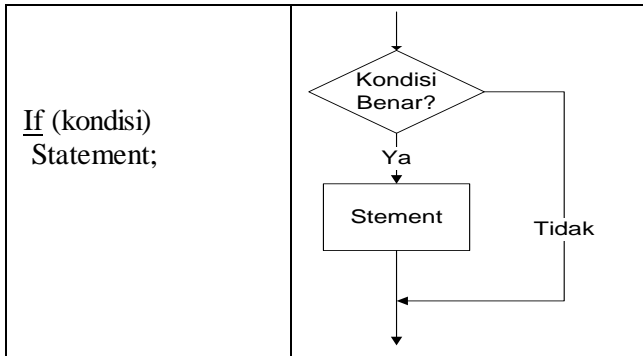 If (kondisi)
Statement;
Kondisi
Benar?
Ya
Stement
Tidak